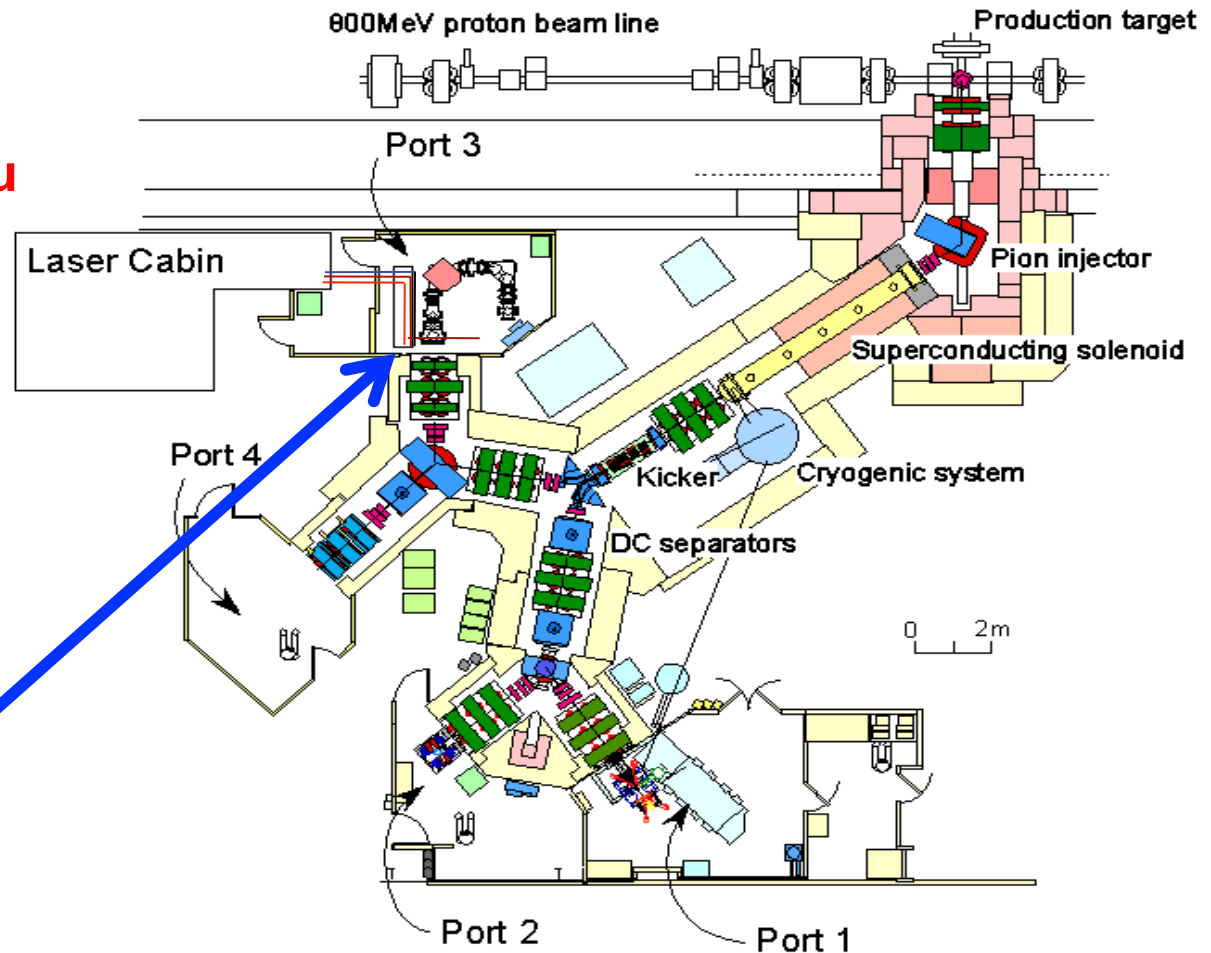 800MeV proton beam line
Production target
Port 3
u
Laser Cabin
Pion injector
Superconducting solenoid
Port 4
Kicker
Cryogenic system
DC separators
0 2m
Port 2
Port 1